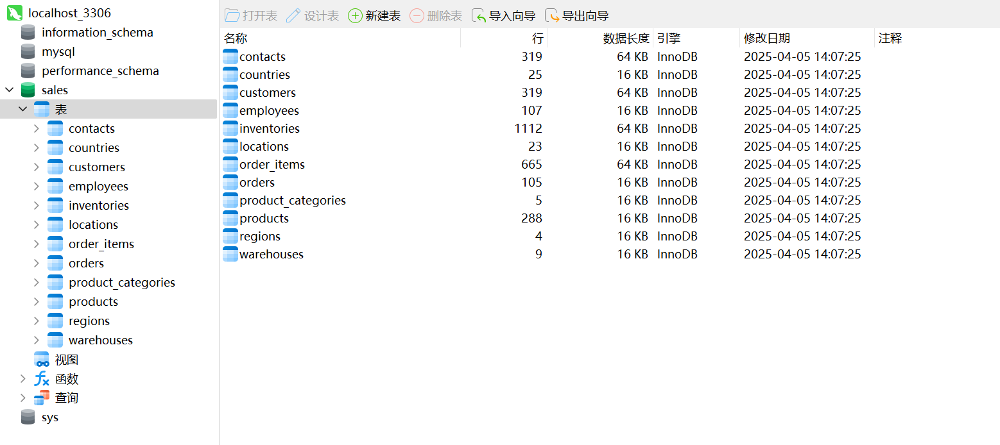 localhost_3306
information_schema
mysql
performance_schema
sales
表
contacts
countries
customers
employees
inventories
locations
order_items
orders
product_categories
products
regions
warehouses
视图
函数
查询
sys
打开表 设计表 新建表 删除表 导入向导 导出向导
名称 行 数据长度 引擎 修改日期 注释
contacts 319 64 KB InnoDB 2025-04-05 14:07:25
countries 25 16 KB InnoDB 2025-04-05 14:07:25
customers 319 64 KB InnoDB 2025-04-05 14:07:25
employees 107 16 KB InnoDB 2025-04-05 14:07:25
inventories 1112 64 KB InnoDB 2025-04-05 14:07:25
locations 23 16 KB InnoDB 2025-04-05 14:07:25
order_items 665 64 KB InnoDB 2025-04-05 14:07:25
orders 105 16 KB InnoDB 2025-04-05 14:07:25
product_categories 5 16 KB InnoDB 2025-04-05 14:07:25
products 288 16 KB InnoDB 2025-04-05 14:07:25
regions 4 16 KB InnoDB 2025-04-05 14:07:25
warehouses 9 16 KB InnoDB 2025-04-05 14:07:25